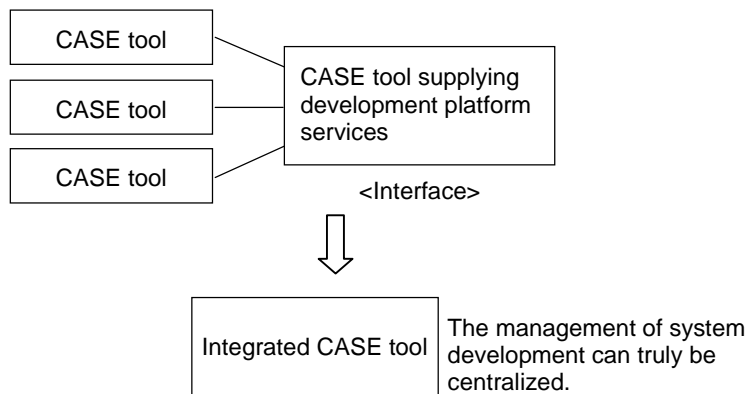 CASE tool
CASE tool
CASE tool
CASE tool supplying
development platform
services
<Interface>
Integrated CASE tool
The management of system
development can truly be
centralized.